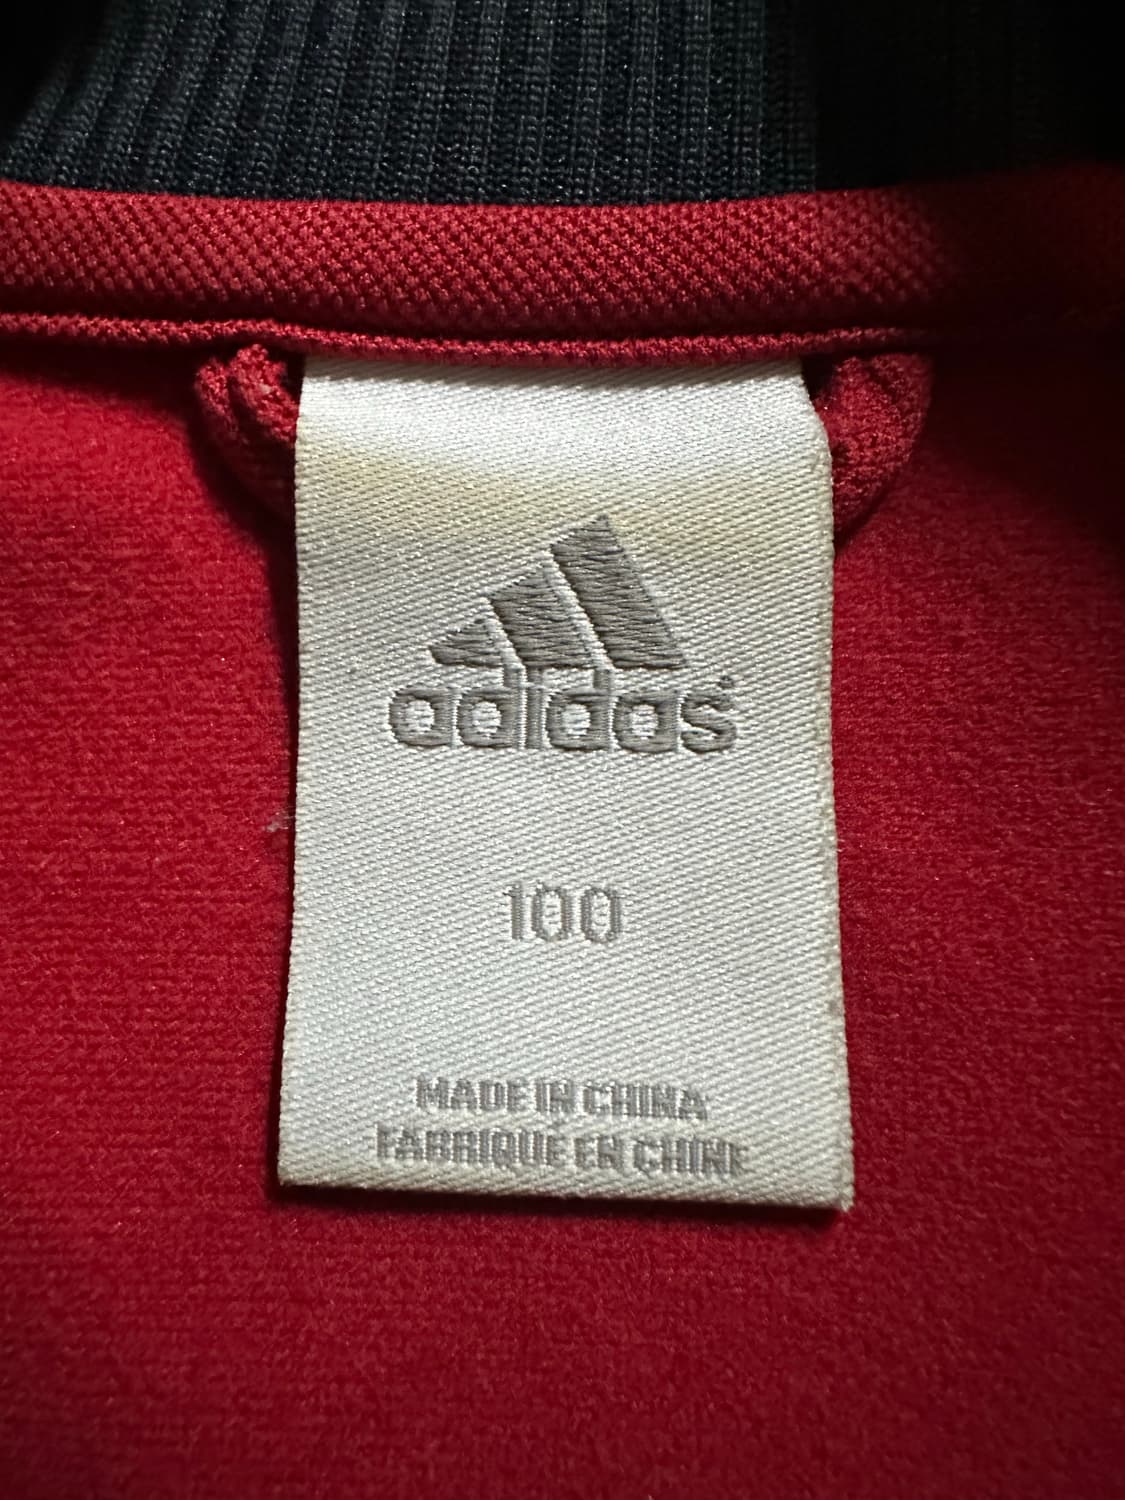 adidas®
100
MADE IN CHINA
FABRIQUÉ EN CHINE